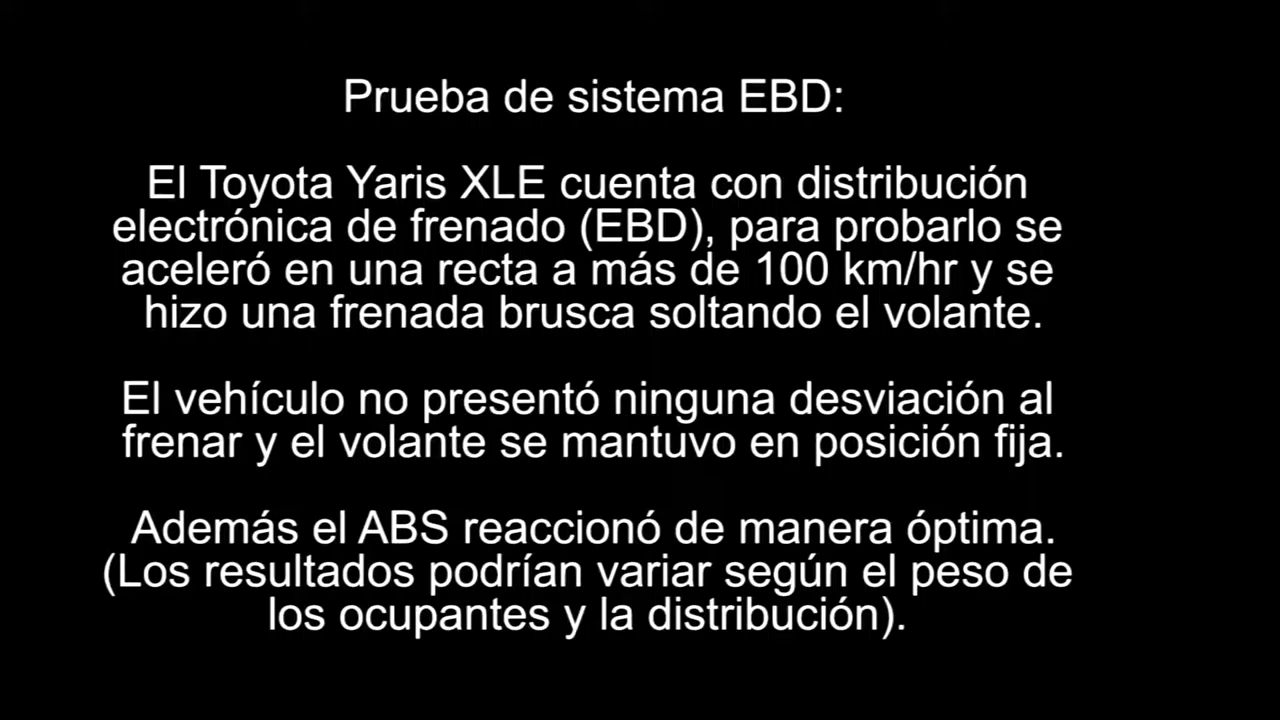 Prueba de sistema EBD:
El Toyota Yaris XLE cuenta con distribución
electrónica de frenado (EBD), para probarlo se
aceleró en una recta a más de 100 km/hr y se
hizo una frenada brusca soltando el volante.
El vehículo no presentó ninguna desviación al
frenar y el volante se mantuvo en posición fija.
Además el ABS reaccionó de manera óptima.
(Los resultados podrían variar según el peso de
los ocupantes y la distribución).